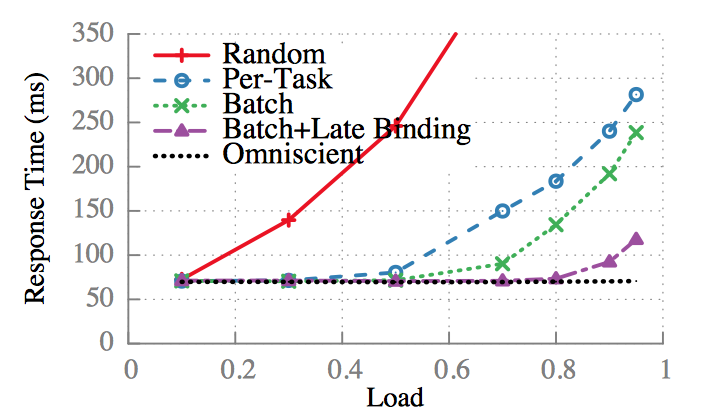 350
300
250
200
150
100
50
0
Response Time (ms)
Random
Per-Task
Batch
Batch+Late Binding
Omniscient
0 0.2 0.4 0.6 0.8 1
Load